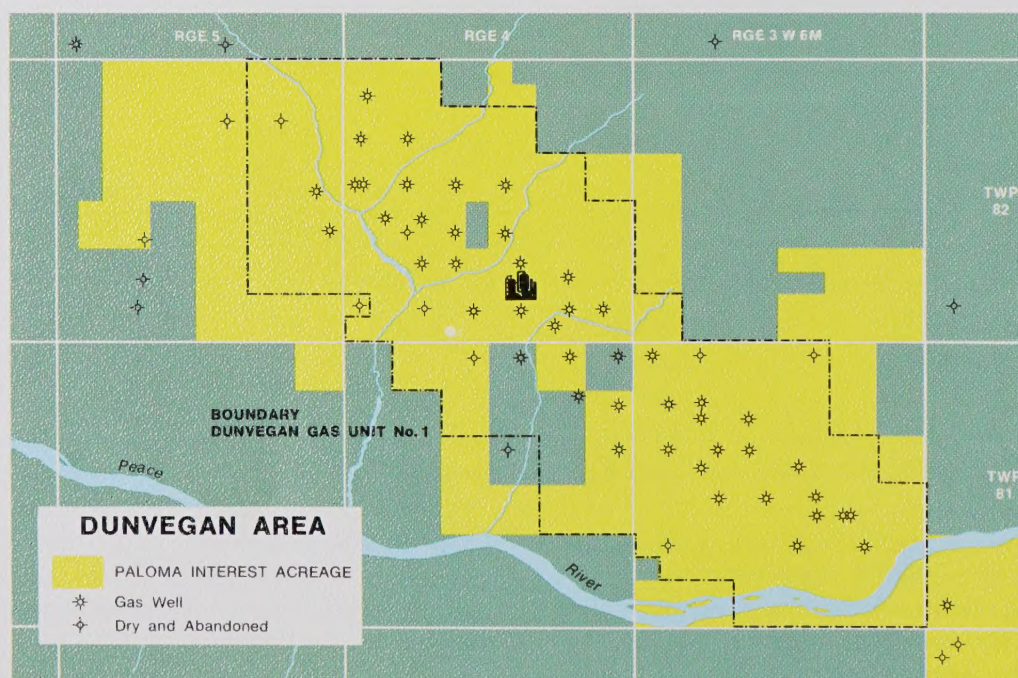 RGE 5
RGE 4
RGE 3 W 6M
TWP
82
BOUNDARY
DUNVEGAN GAS UNIT No. 1
Peace
TWP
81
DUNVEGAN AREA
PALOMA INTEREST ACREAGE
Gas Well
Dry and Abandoned
River